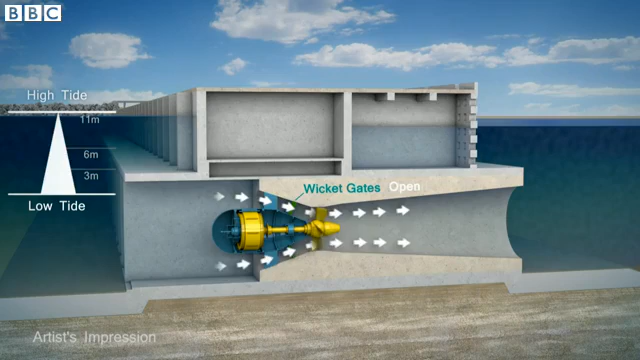 BBC
High Tide
11m
6m
3m
Low Tide
Wicket Gates Open
Artist's Impression